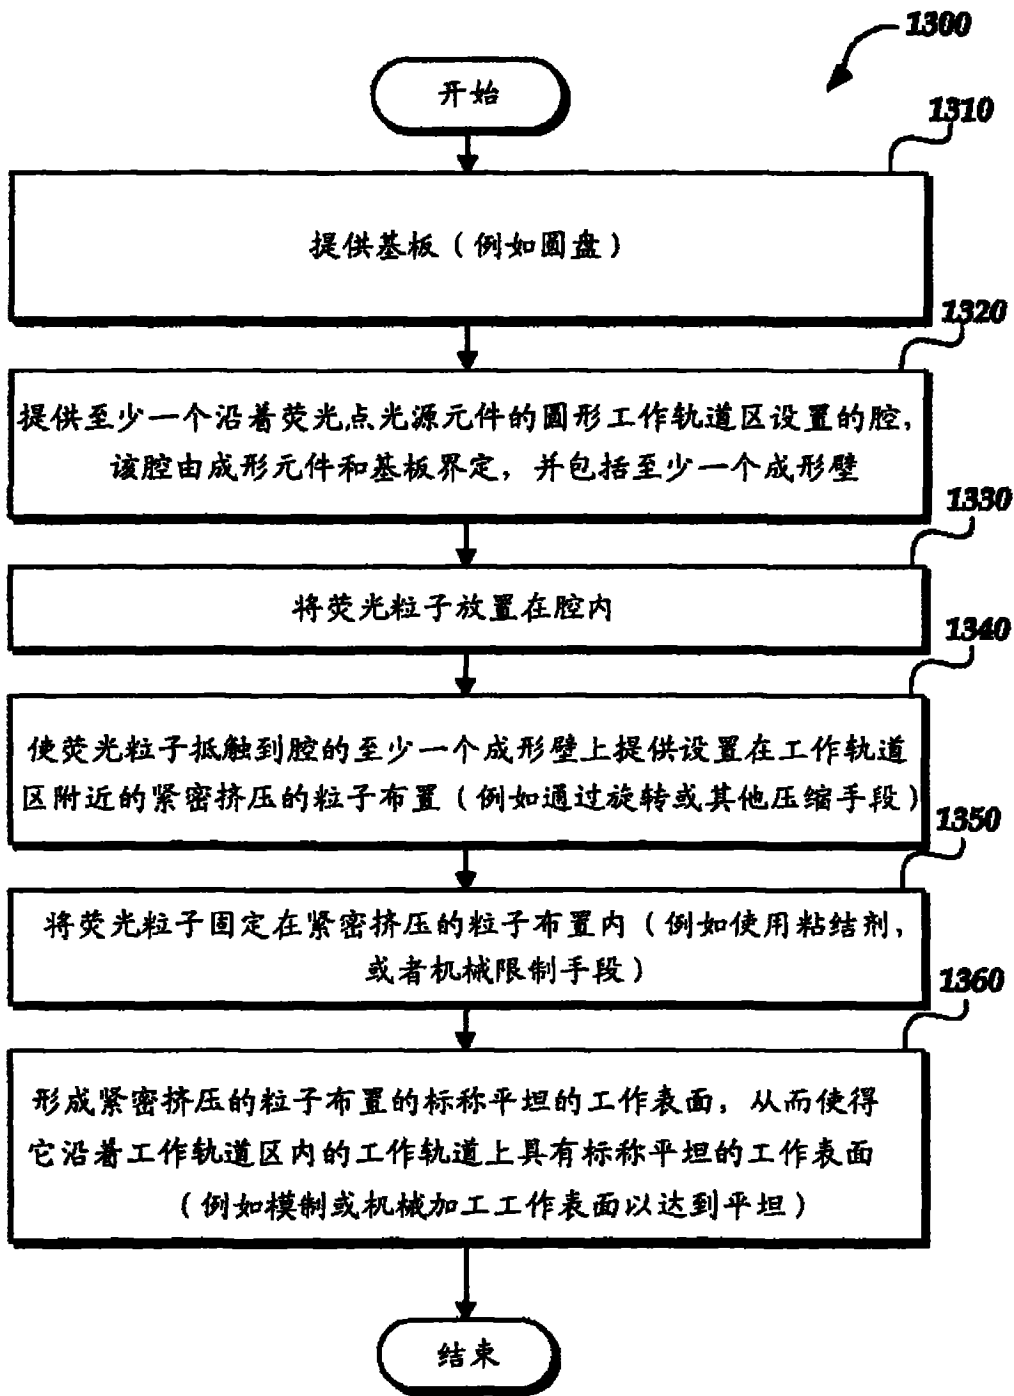 1300
开始
1310
提供基板（例如圆盘）
1320
提供至少一个沿着荧光点光源元件的圆形工作轨道区设置的腔，
该腔由成形元件和基板界定，并包括至少一个成形壁
1330
将荧光粒子放置在腔内
1340
使荧光粒子抵触到腔的至少一个成形壁上提供设置在工作轨道
区附近的紧密挤压的粒子布置（例如通过旋转或其他压缩手段）
1350
将荧光粒子固定在紧密挤压的粒子布置内（例如使用粘结剂，
或者机械限制手段）
1360
形成紧密挤压的粒子布置的标称平坦的工作表面，从而使得
它沿着工作轨道区内的工作轨道上具有标称平坦的工作表面
（例如模制或机械加工工作表面以达到平坦）
结束